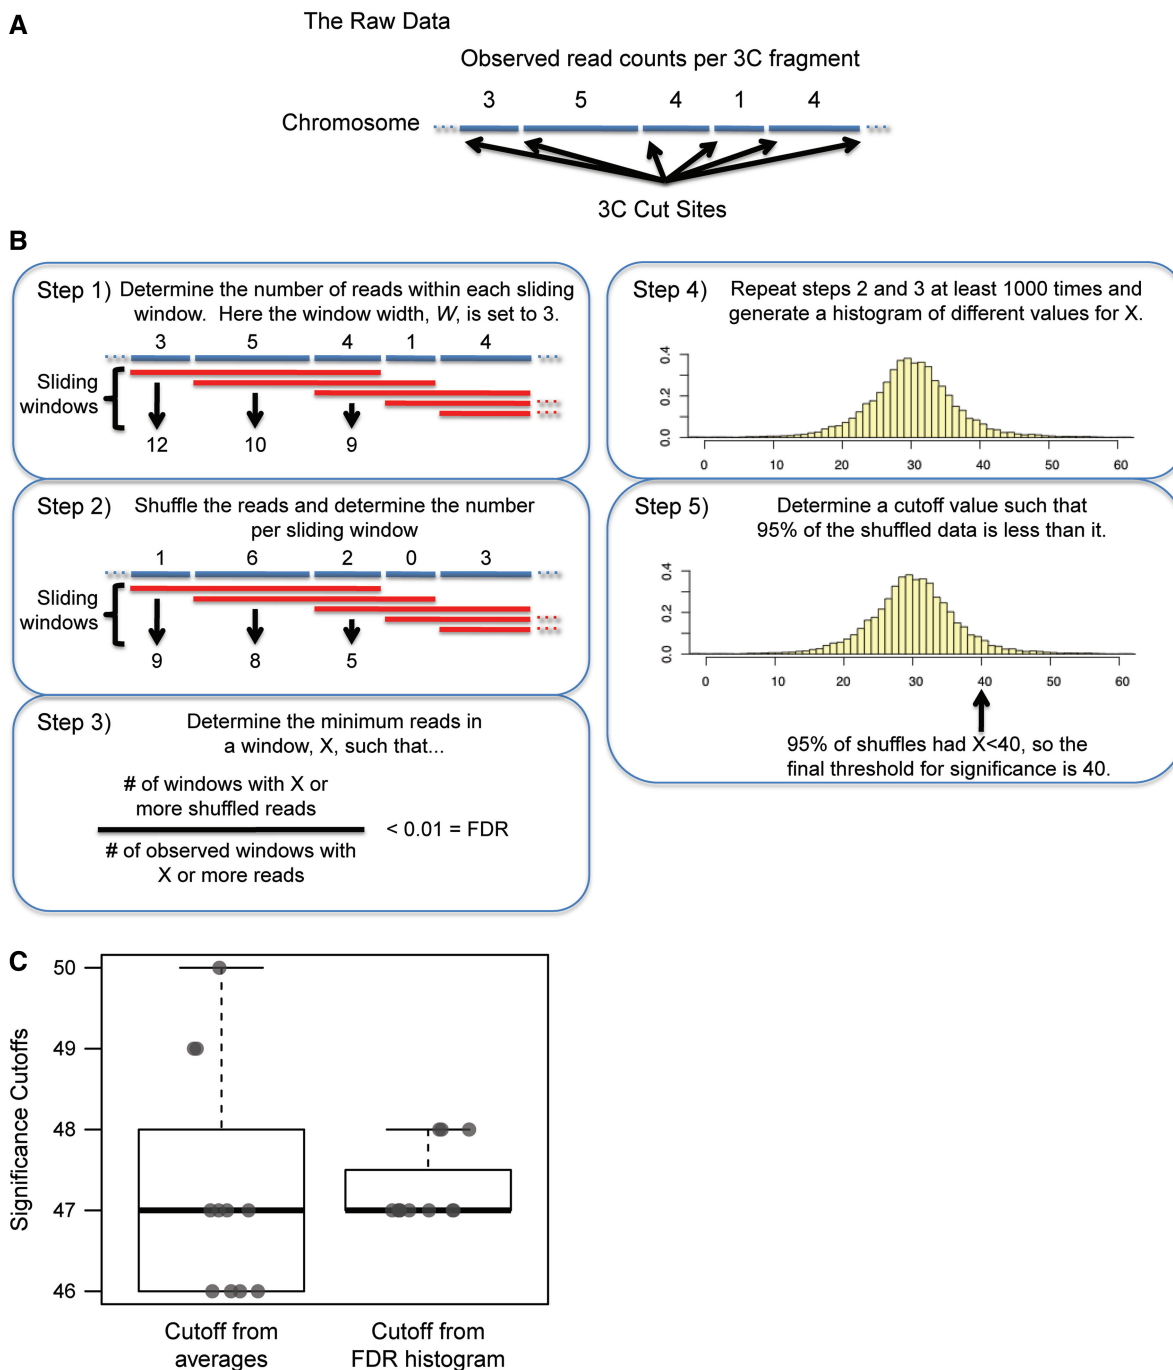 A
The Raw Data
Observed read counts per 3C fragment
3 5 4 1 4
Chromosome
3C Cut Sites
B
Step 1) Determine the number of reads within each sliding
window. Here the window width, W, is set to 3.
3 5 4 1 4
Sliding
windows
12 10 9
Step 2) Shuffle the reads and determine the number
per sliding window
1 6 2 0 3
Sliding
windows
9 8 5
Step 3) Determine the minimum reads in
a window, X, such that...
# of windows with X or
more shuffled reads
< 0.01 = FDR
# of observed windows with
X or more reads
Step 4) Repeat steps 2 and 3 at least 1000 times and
generate a histogram of different values for X.
0.4
0.2
0.0
0 10 20 30 40 50 60
Step 5) Determine a cutoff value such that
95% of the shuffled data is less than it.
0.4
0.2
0.0
0 10 20 30 40 50 60
95% of shuffles had X<40, so the
final threshold for significance is 40.
C
Significance Cutoffs
50
49
48
47
46
Cutoff from
averages
Cutoff from
FDR histogram